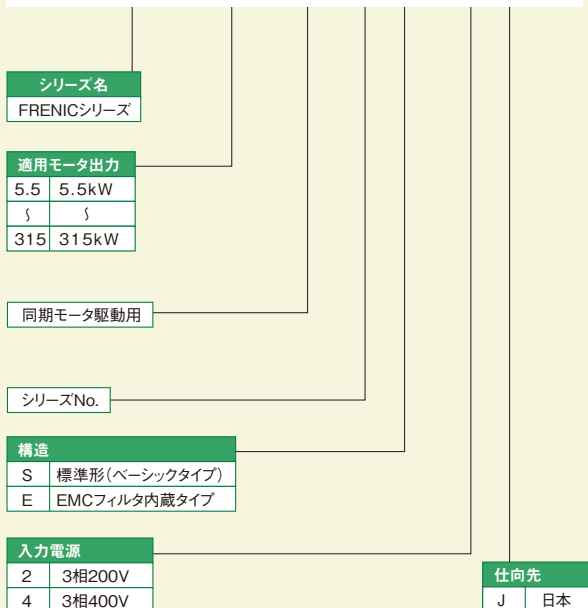 シリーズ名
FRENICシリーズ
適用モータ出力
5.5 5.5kW
〜 〜
315 315kW
同期モータ駆動用
シリーズNo.
構造
S 標準形(ベーシックタイプ)
E EMCフィルタ内蔵タイプ
入力電源
2 3相200V
4 3相400V
仕向先
J 日本